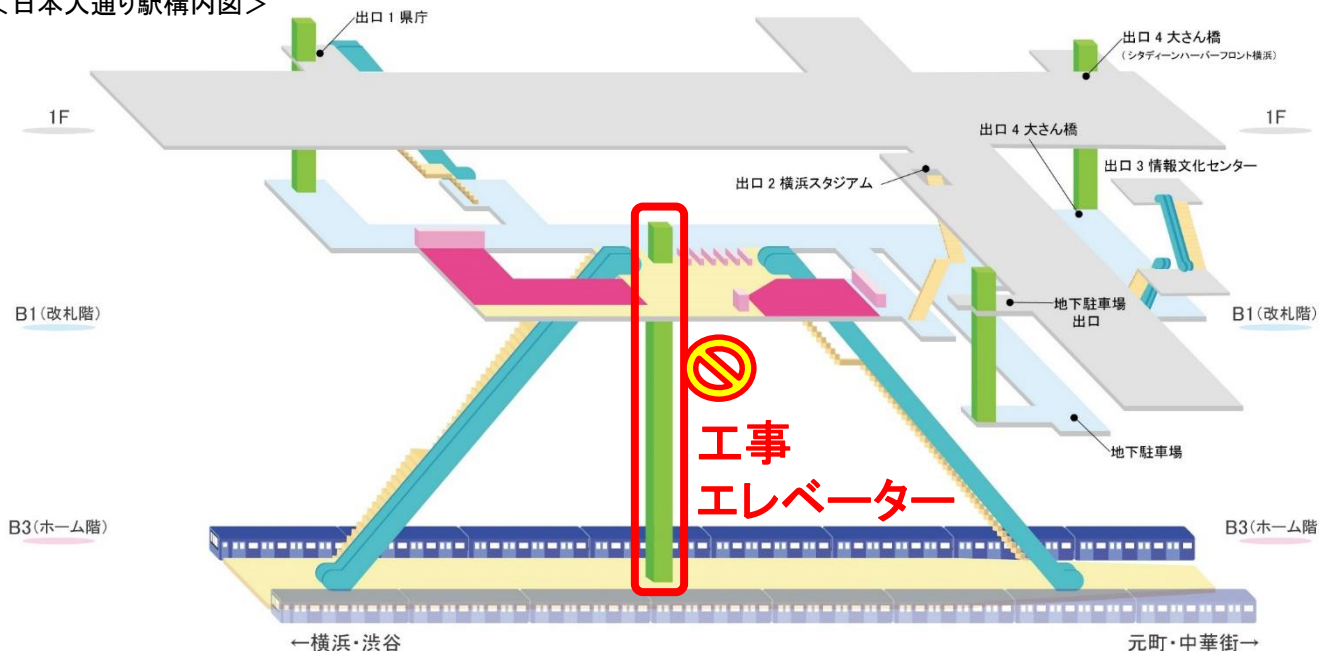 ＜日本大通り駅構内図＞
出口 1 県庁
出口 4 大さん橋
（シタディーンハーバーフロント横浜）
1F
1F
出口 4 大さん橋
出口 3 情報文化センター
出口 2 横浜スタジアム
地下駐車場
出口
B1（改札階）
B1（改札階）
工事
エレベーター
地下駐車場
B3（ホーム階）
B3（ホーム階
←横浜・渋谷
元町・中華街→